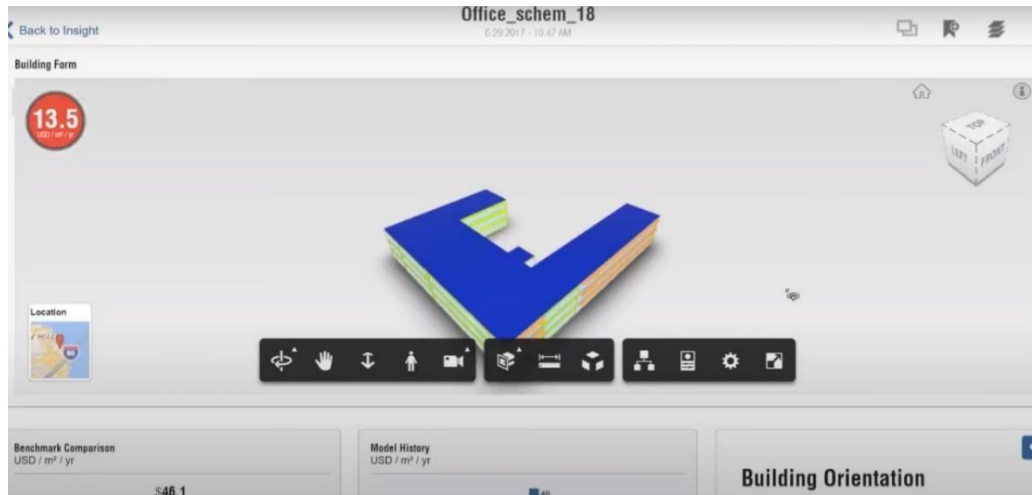 Office_schem_18
Back to Insight
Building Form
13.5
USD / m² / yr
TOP
LEFT
FRONT
Location
Benchmark Comparison
USD / m² / yr
$46.1
Model History
USD / m² / yr
Building Orientation